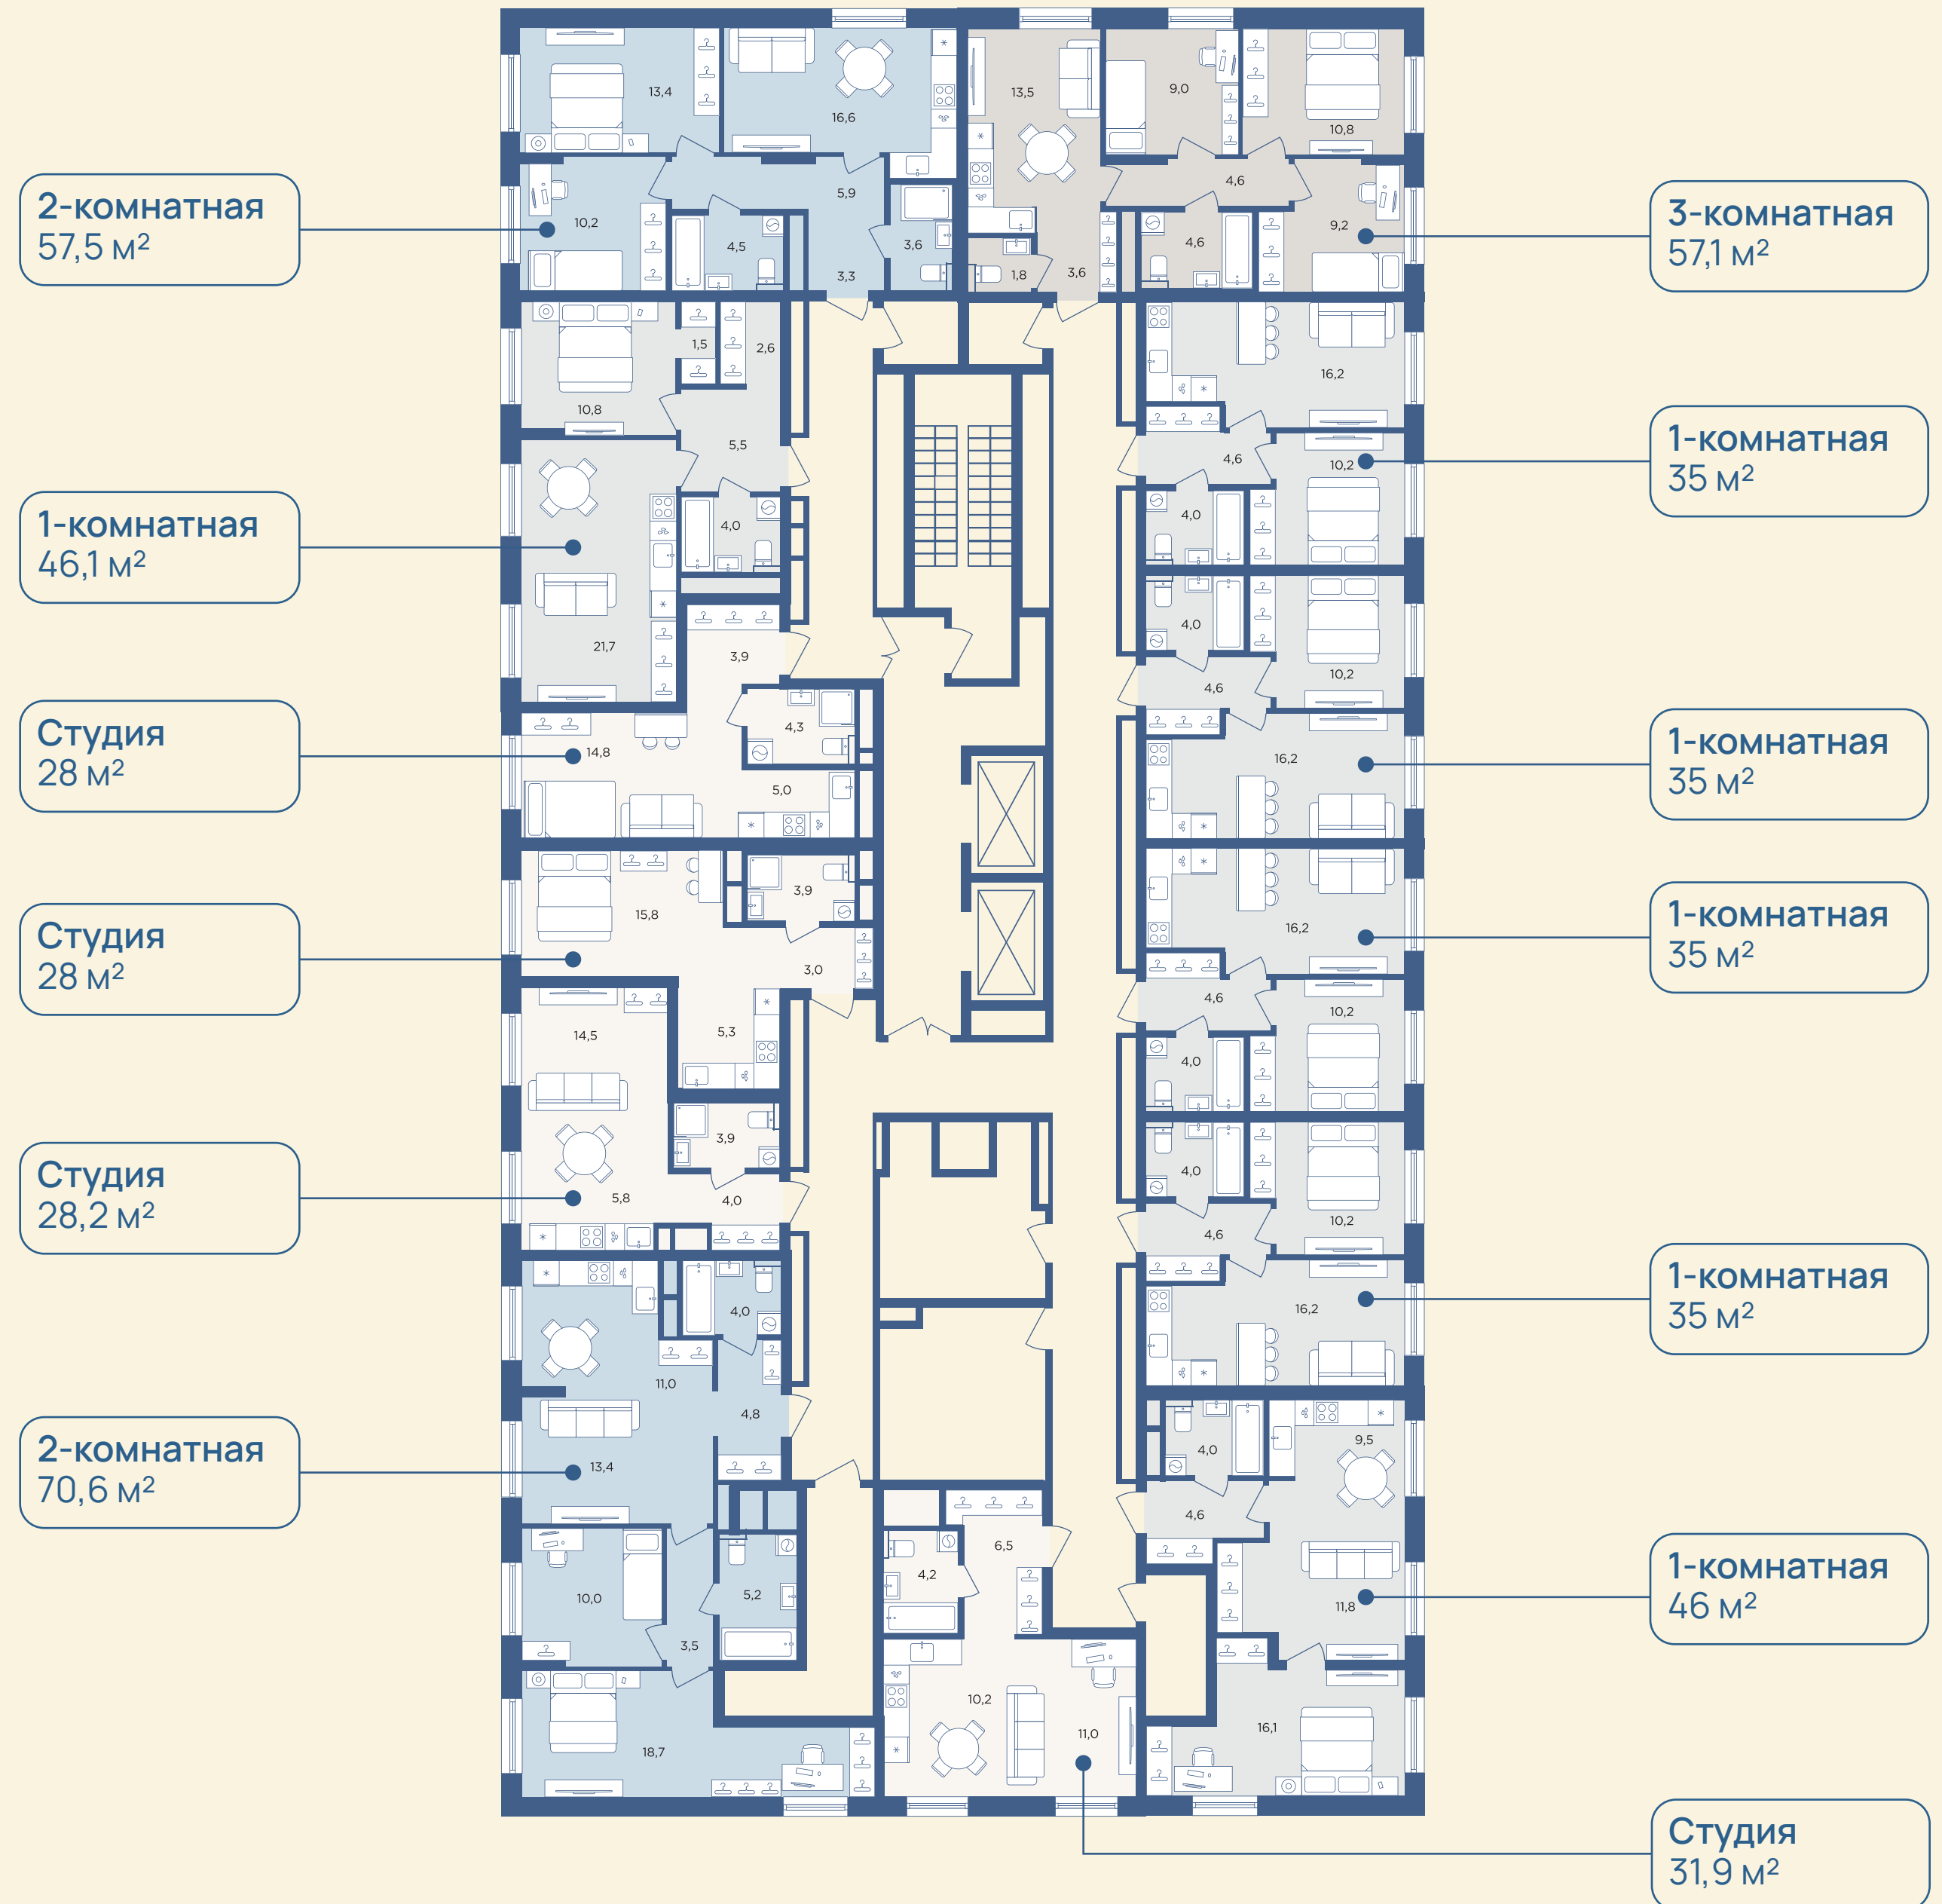 2-комнатная
57,5 м²
1-комнатная
46,1 м²
Студия
28 м²
Студия
28 м²
Студия
28,2 м²
2-комнатная
70,6 м²
13,4
16,6
10,2
5,9
4,5
3,6
3,3
13,5
9,0
10,8
4,6
9,2
4,6
1,8
3,6
1,5
2,6
10,8
5,5
4,0
21,7
3,9
4,3
14,8
5,0
3,9
15,8
3,0
5,3
14,5
3,9
5,8
4,0
4,0
11,0
4,8
13,4
10,0
5,2
3,5
18,7
16,2
4,6
10,2
4,0
4,0
4,6
10,2
16,2
16,2
4,6
10,2
4,0
4,0
4,6
10,2
16,2
4,0
9,5
4,6
11,8
16,1
6,5
4,2
10,2
11,0
3-комнатная
57,1 м²
1-комнатная
35 м²
1-комнатная
35 м²
1-комнатная
35 м²
1-комнатная
35 м²
1-комнатная
46 м²
Студия
31,9 м²